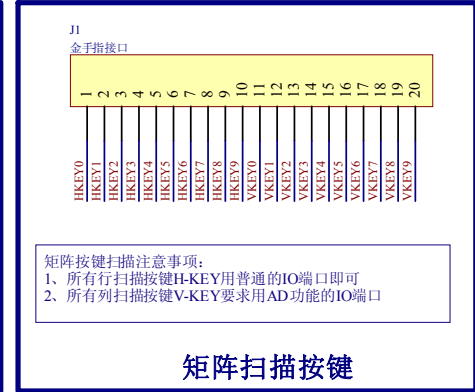 J1
金手指接口
1 2 3 4 5 6 7 8 9 10 11 12 13 14 15 16 17 18 19 20
HKEY0 HKEY1 HKEY2 HKEY3 HKEY4 HKEY5 HKEY6 HKEY7 HKEY8 HKEY9 VKEY0 VKEY1 VKEY2 VKEY3 VKEY4 VKEY5 VKEY6 VKEY7 VKEY8 VKEY9
矩阵按键扫描注意事项:
1、所有行扫描按键H-KEY用普通的IO端口即可
2、所有列扫描按键V-KEY要求用AD功能的IO端口
矩阵扫描按键